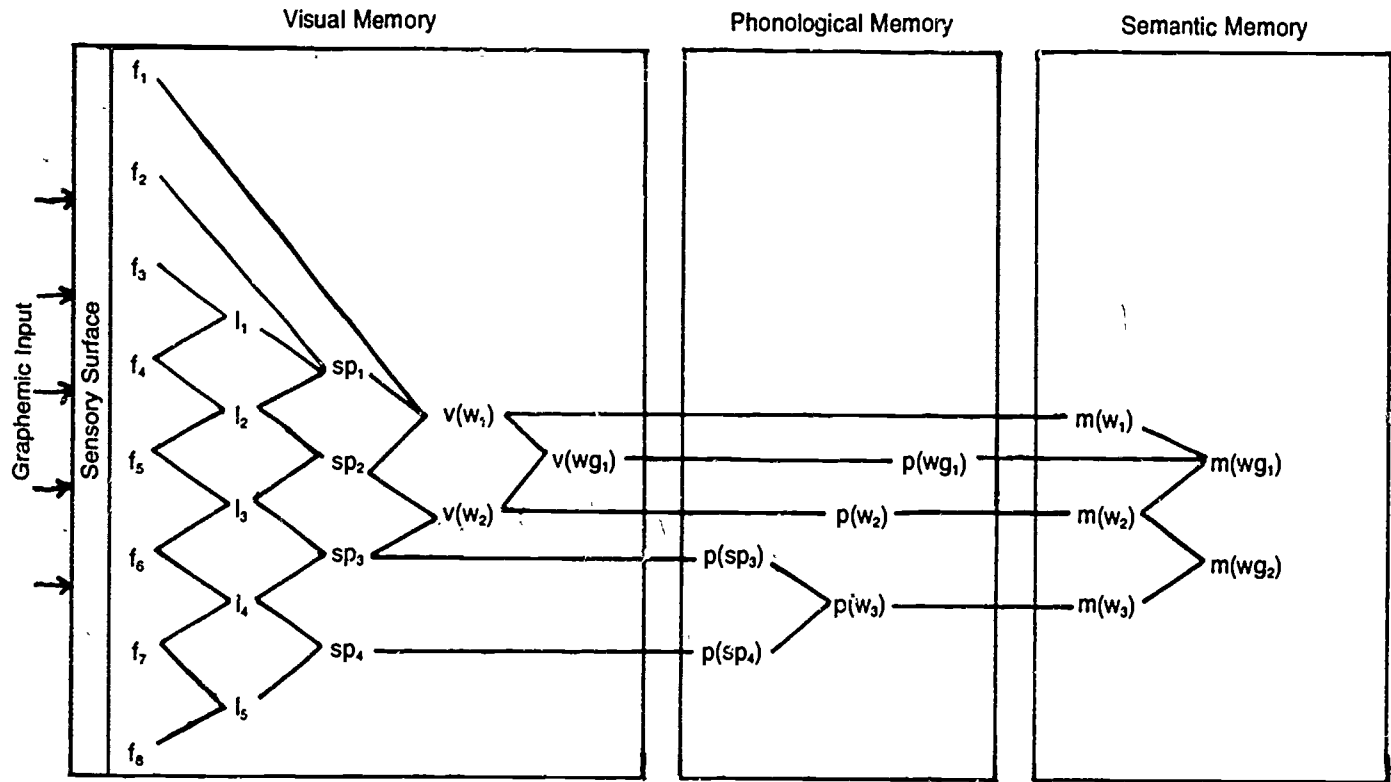 Visual Memory
Phonological Memory
Semantic Memory
Graphemic Input
Sensory Surface
f₁
f₂
f₃
f₄
f₅
f₆
f₇
f₈
l₁
l₂
l₃
l₄
l₅
sp₁
sp₂
sp₃
sp₄
v(w₁)
v(w₂)
v(wg₁)
p(wg₁)
p(w₂)
p(sp₃)
p(w₃)
p(sp₄)
m(w₁)
m(wg₁)
m(w₂)
m(wg₂)
m(w₃)